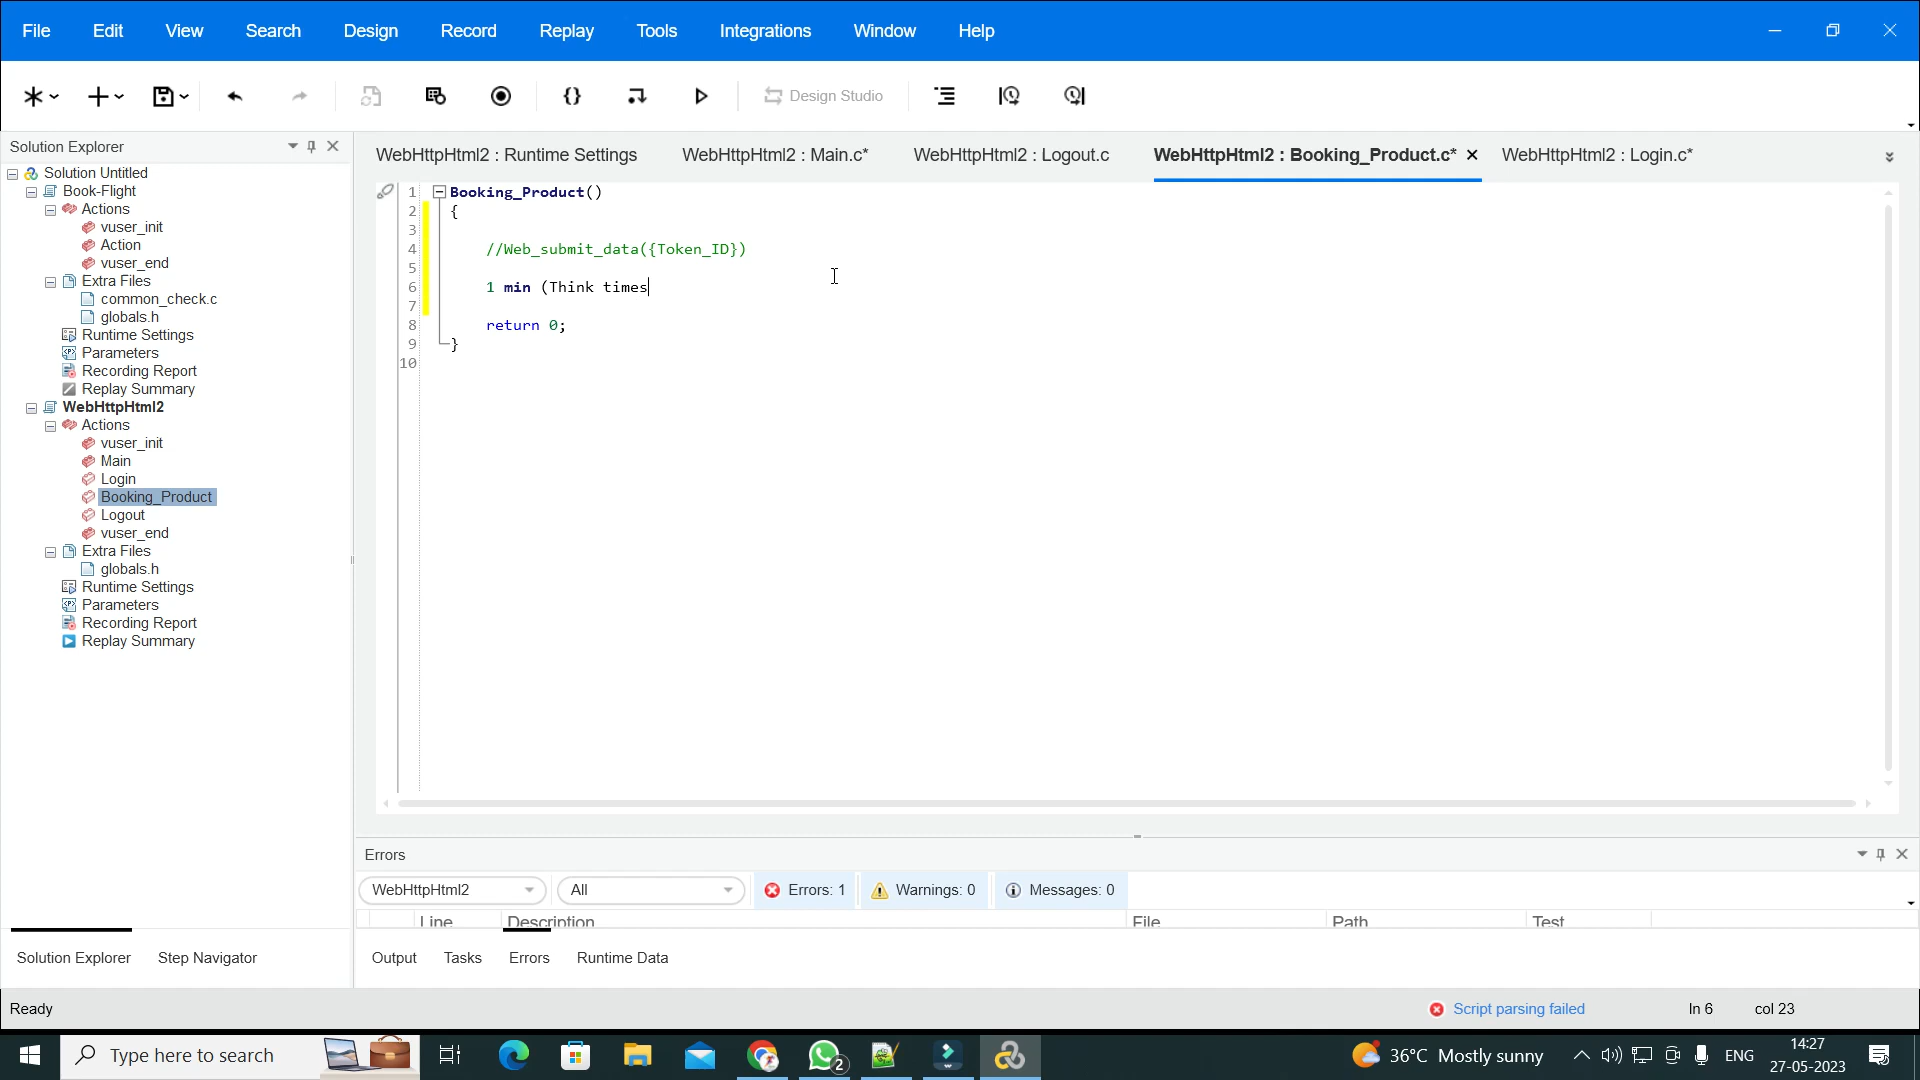 File Edit View Search Design Record Replay Tools Integrations Window Help
Design Studio
Solution Explorer
Solution Untitled
Book-Flight
Actions
vuser_init
Action
vuser_end
Extra Files
common_check.c
globals.h
Runtime Settings
Parameters
Recording Report
Replay Summary
WebHttpHtml2
Actions
vuser_init
Main
Login
Booking_Product
Logout
vuser_end
Extra Files
globals.h
Runtime Settings
Parameters
Recording Report
Replay Summary
Solution Explorer Step Navigator
WebHttpHtml2 : Runtime Settings WebHttpHtml2 : Main.c* WebHttpHtml2 : Logout.c WebHttpHtml2 : Booking_Product.c* WebHttpHtml2 : Login.c*
1 Booking_Product()
2 {
3
4 //Web_submit_data({Token_ID})
5
6 1 min (Think times
7
8 return 0;
9 }
10
Errors
WebHttpHtml2 All Errors: 1 Warnings: 0 Messages: 0
Line Description File Path Test
Output Tasks Errors Runtime Data
Ready Script parsing failed ln 6 col 23
Type here to search 2 36°C Mostly sunny ENG 14:27
27-05-2023